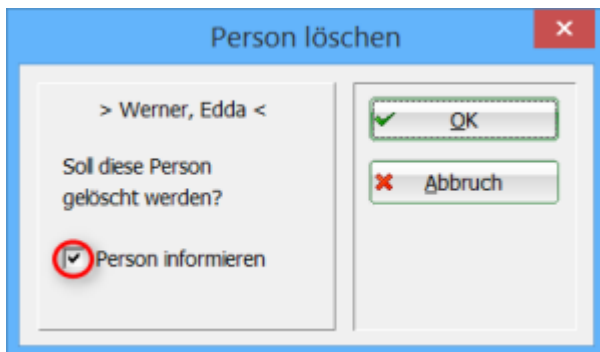 Person löschen
> Werner, Edda <
Soll diese Person
gelöscht werden?
Person informieren
OK
Abbruch